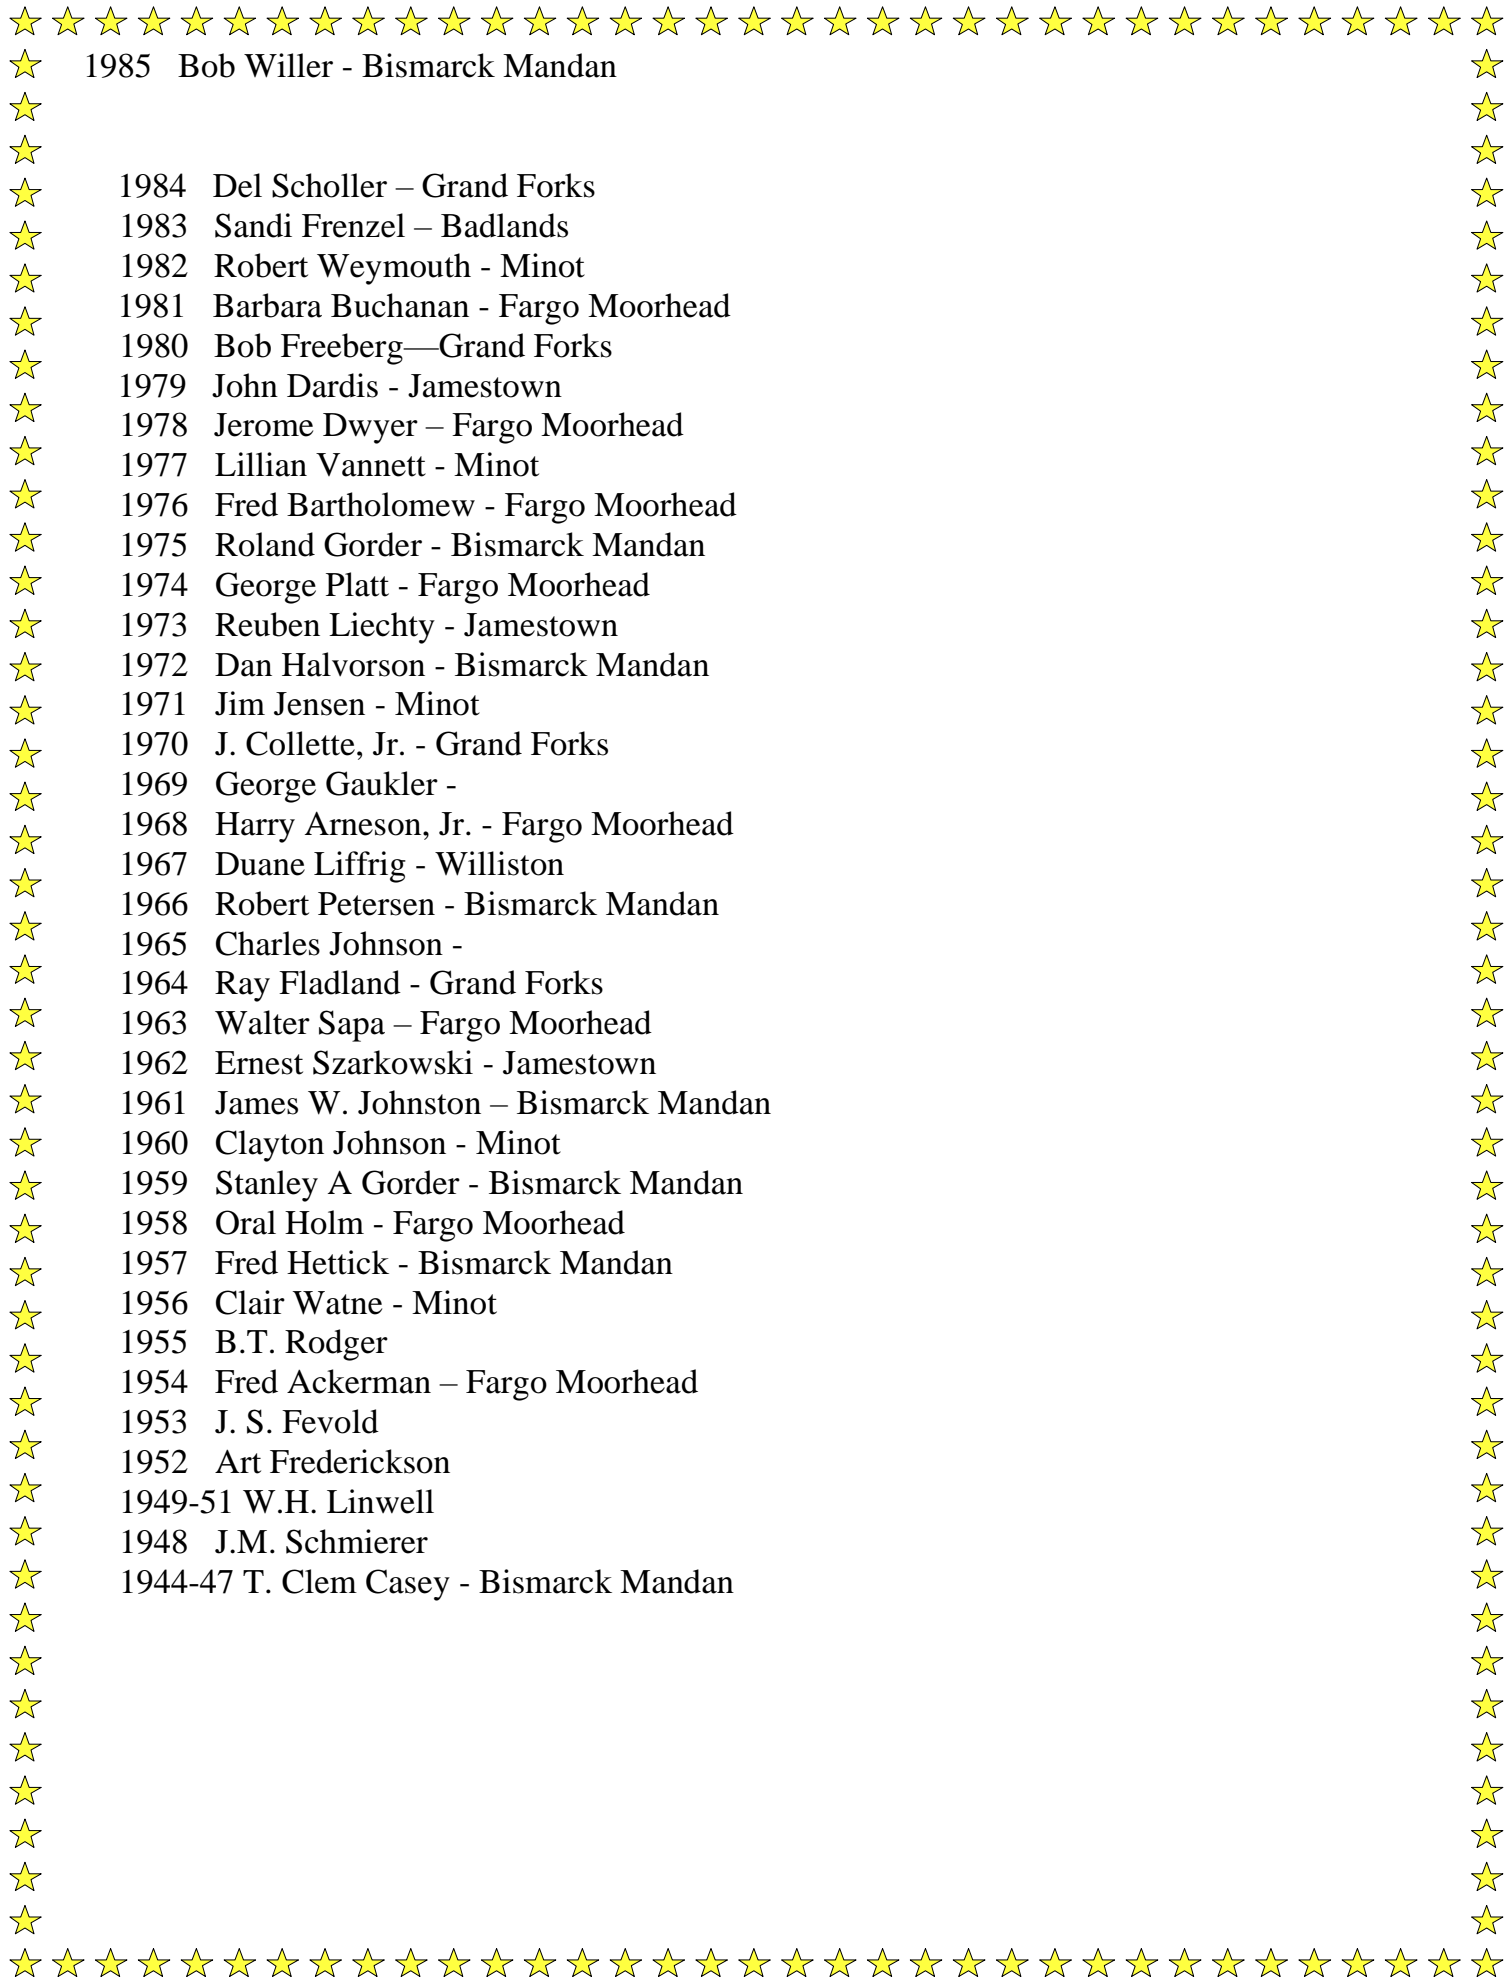 1985 Bob Willer - Bismarck Mandan
1984 Del Scholler – Grand Forks
1983 Sandi Frenzel – Badlands
1982 Robert Weymouth - Minot
1981 Barbara Buchanan - Fargo Moorhead
1980 Bob Freeberg—Grand Forks
1979 John Dardis - Jamestown
1978 Jerome Dwyer – Fargo Moorhead
1977 Lillian Vannett - Minot
1976 Fred Bartholomew - Fargo Moorhead
1975 Roland Gorder - Bismarck Mandan
1974 George Platt - Fargo Moorhead
1973 Reuben Liechty - Jamestown
1972 Dan Halvorson - Bismarck Mandan
1971 Jim Jensen - Minot
1970 J. Collette, Jr. - Grand Forks
1969 George Gaukler -
1968 Harry Arneson, Jr. - Fargo Moorhead
1967 Duane Liffrig - Williston
1966 Robert Petersen - Bismarck Mandan
1965 Charles Johnson -
1964 Ray Fladland - Grand Forks
1963 Walter Sapa – Fargo Moorhead
1962 Ernest Szarkowski - Jamestown
1961 James W. Johnston – Bismarck Mandan
1960 Clayton Johnson - Minot
1959 Stanley A Gorder - Bismarck Mandan
1958 Oral Holm - Fargo Moorhead
1957 Fred Hettick - Bismarck Mandan
1956 Clair Watne - Minot
1955 B.T. Rodger
1954 Fred Ackerman – Fargo Moorhead
1953 J. S. Fevold
1952 Art Frederickson
1949-51 W.H. Linwell
1948 J.M. Schmierer
1944-47 T. Clem Casey - Bismarck Mandan